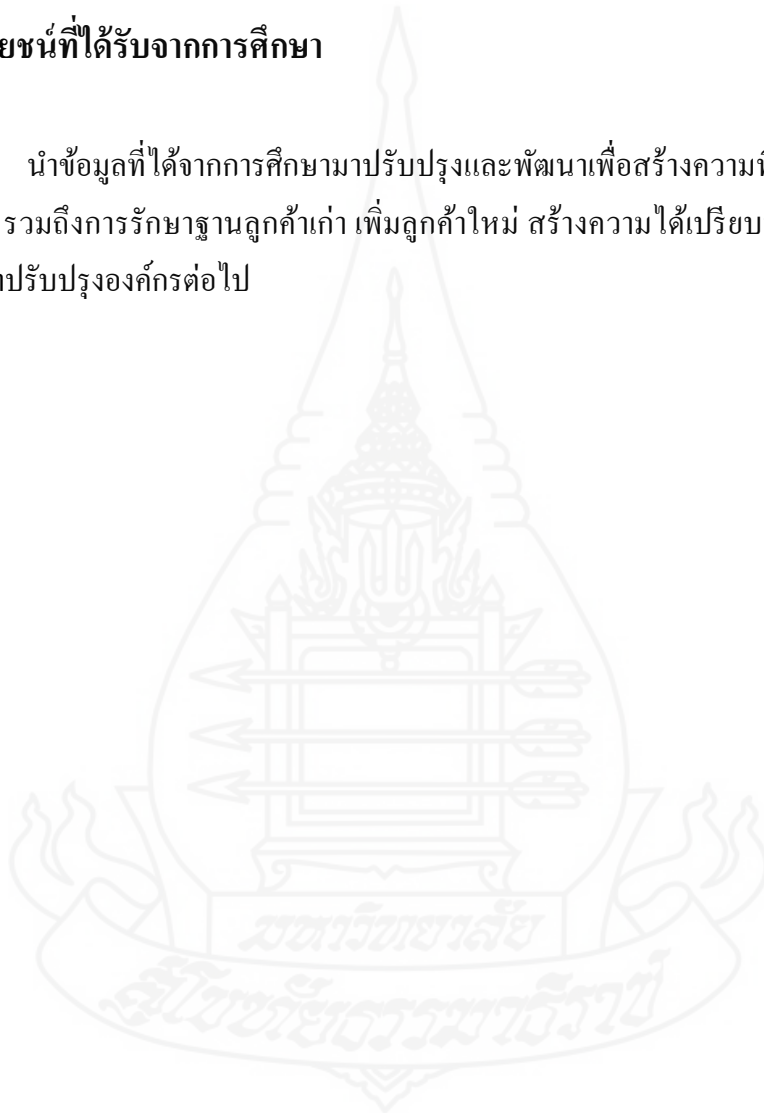 ยชน์ที่ได้รับจากการศึกษา
นำข้อมูลที่ได้จากการศึกษามาปรับปรุงและพัฒนาเพื่อสร้างความ
รวมถึงการรักษาฐานลูกค้าเก่า เพิ่มลูกค้าใหม่ สร้างความได้เปรียบ
ปรับปรุงองค์กรต่อไป
มหาวิทยาลัย
สุโขทัยธรรมาธิราช